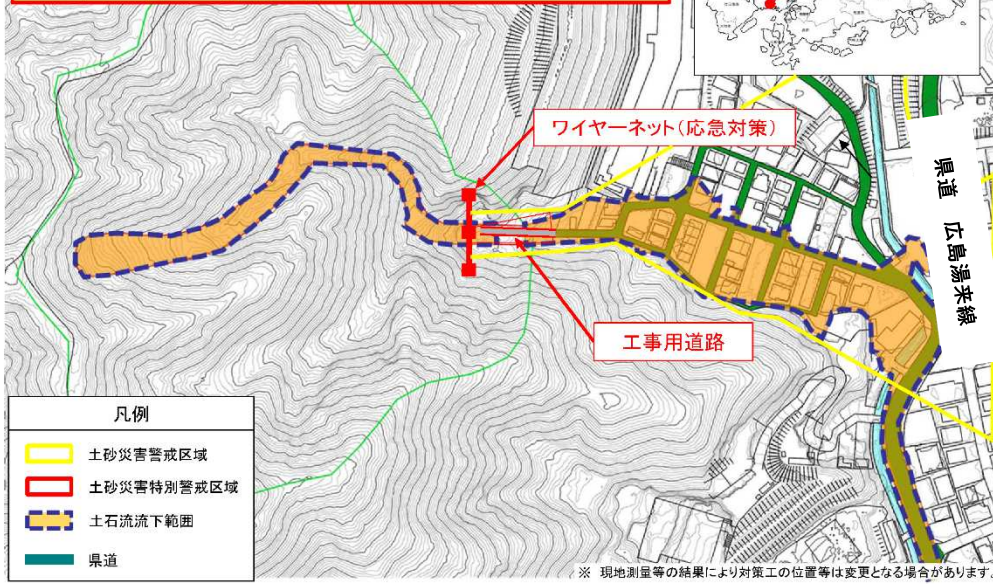 ワイヤーネット(応急対策)
県道 広島湯来線
工事用道路
凡例
土砂災害警戒区域
土砂災害特別警戒区域
土石流流下範囲
県道
※ 現地測量等の結果により対策工の位置等は変更となる場合があります。